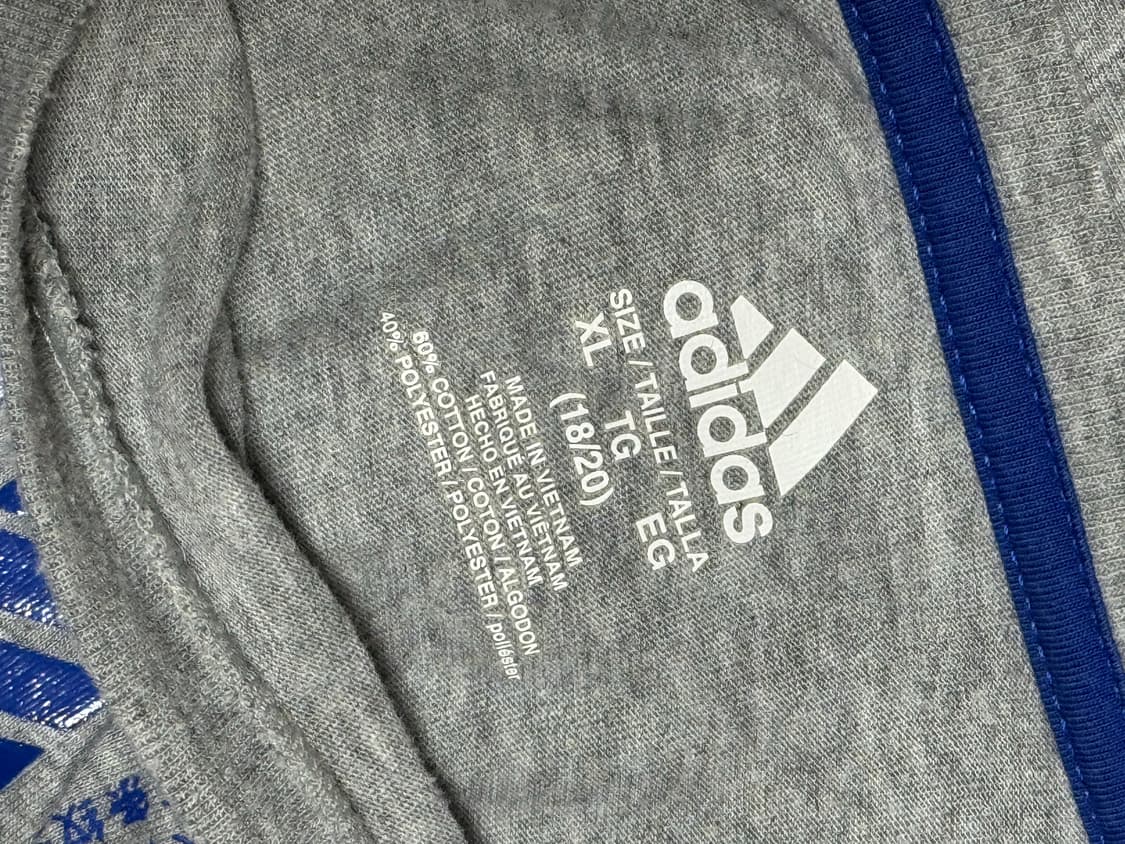 adidas
SIZE / TAILLE / TALLA
XL TG EG
(18/20)
MADE IN VIETNAM
FABRIQUÉ AU VIÊTNAM
HECHO EN VIETNAM
60% COTTON / COTON / ALGODON
40% POLYESTER / POLYESTER / poliéster